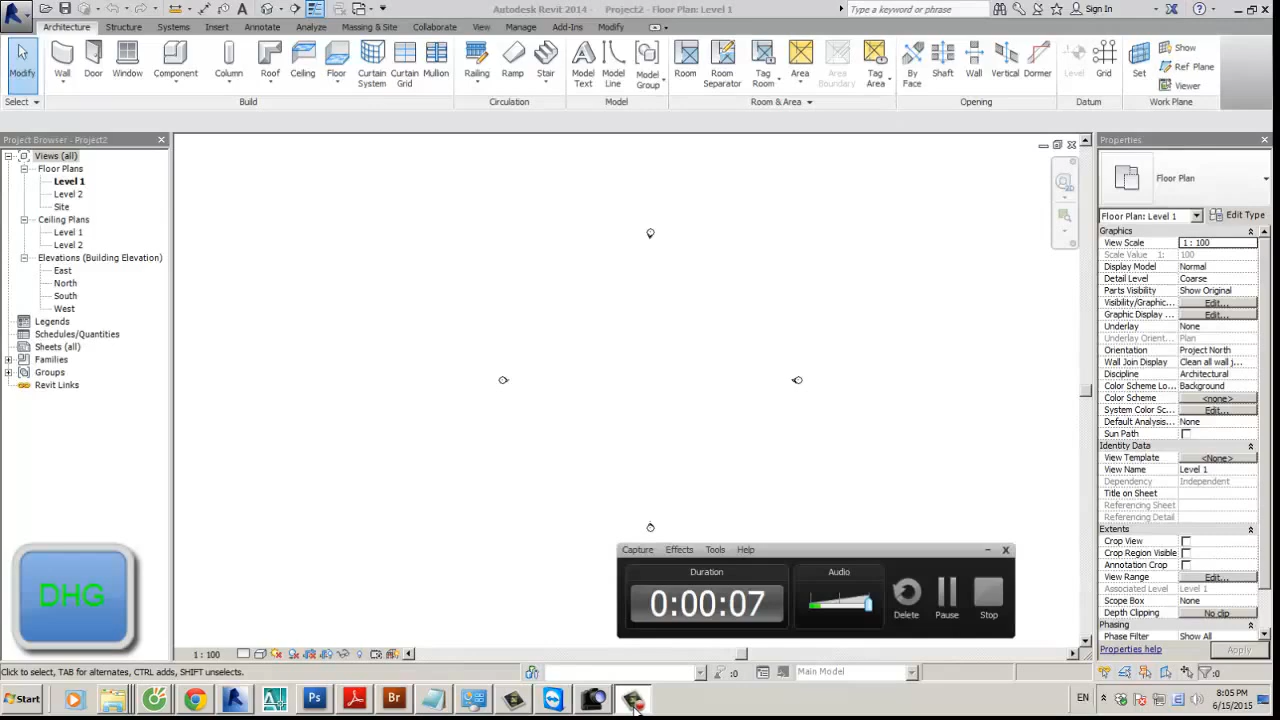 Autodesk Revit 2014 - Project2 - Floor Plan: Level 1
Type a keyword or phrase
Sign In
Architecture Structure Systems Insert Annotate Analyze Massing & Site Collaborate View Manage Add-Ins Modify
Modify Wall Door Window Component Column Roof Ceiling Floor Curtain System Curtain Grid Mullion Railing Ramp Stair Model Text Model Line Model Group Room Room Separator Tag Room Area Area Boundary Tag Area By Face Shaft Wall Vertical Dormer Level Grid Set Show Ref Plane Viewer
Select Build Circulation Model Room & Area Opening Datum Work Plane
Project Browser - Project2
Views (all)
Floor Plans
Level 1
Level 2
Site
Ceiling Plans
Level 1
Level 2
Elevations (Building Elevation)
East
North
South
West
Legends
Schedules/Quantities
Sheets (all)
Families
Groups
Revit Links
Properties
Floor Plan
Floor Plan: Level 1 Edit Type
Graphics
View Scale 1 : 100
Scale Value 1: 100
Display Model Normal
Detail Level Coarse
Parts Visibility Show Original
Visibility/Graphic... Edit...
Graphic Display ... Edit...
Underlay None
Underlay Orient... Plan
Orientation Project North
Wall Join Display Clean all wall j...
Discipline Architectural
Color Scheme Lo... Background
Color Scheme <none>
System Color Sc... Edit...
Default Analysis... None
Sun Path
Identity Data
View Template <None>
View Name Level 1
Dependency Independent
Title on Sheet
Referencing Sheet
Referencing Detail
Extents
Crop View
Crop Region Visible
Annotation Crop
View Range Edit...
Associated Level Level 1
Scope Box None
Depth Clipping No clip
Phasing
Phase Filter Show All
Properties help Apply
DHG
Capture Effects Tools Help
Duration Audio
0:00:07
Delete Pause Stop
1 : 100
Click to select, TAB for alternates, CTRL adds, SHIFT unselects.
:0 Main Model :0
Start Ps Br EN 8:05 PM
6/15/2015